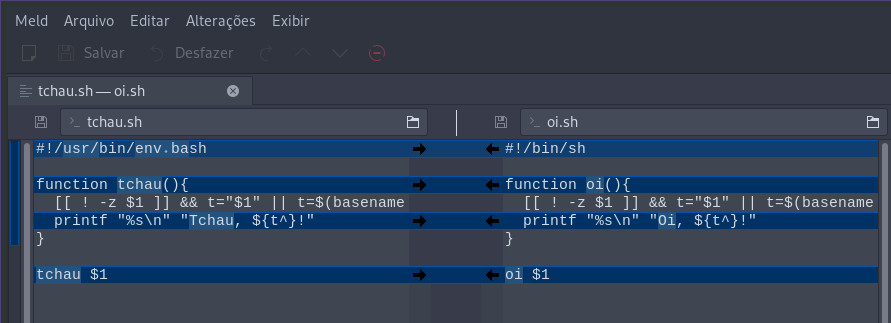 Meld Arquivo Editar Alterações Exibir
Salvar Desfazer
tchau.sh — oi.sh
tchau.sh
#!/usr/bin/env.bash
function tchau(){
[[ ! -z $1 ]] && t="$1" || t=$(basename
printf "%s\n" "Tchau, ${t^}!"
}
tchau $1
oi.sh
#!/bin/sh
function oi(){
[[ ! -z $1 ]] && t="$1" || t=$(basename
printf "%s\n" "Oi, ${t^}!"
}
oi $1